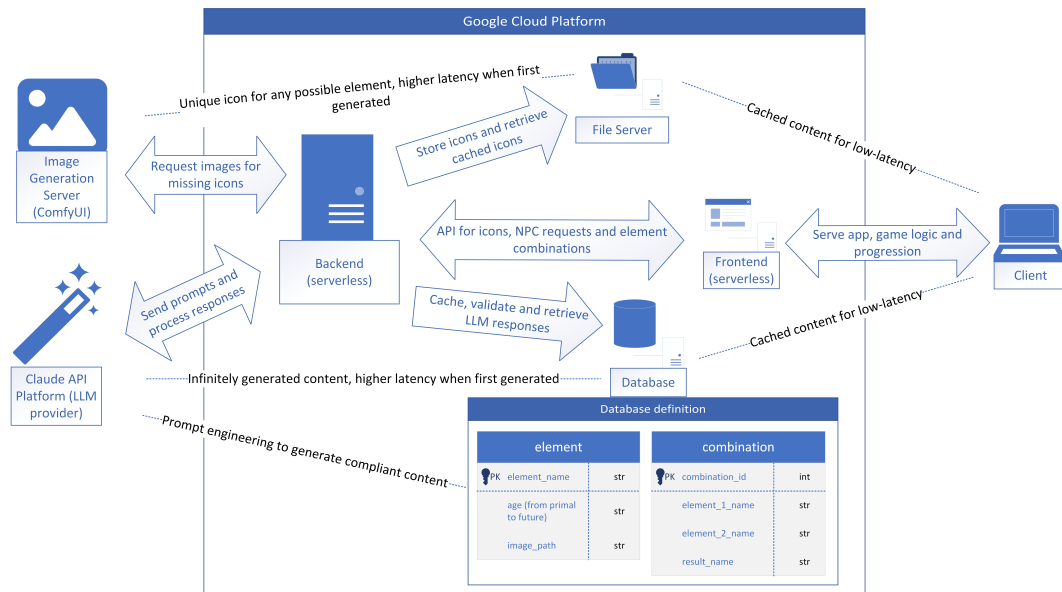 Google Cloud Platform
Unique icon for any possible element, higher latency when first
generated
Store icons and retrieve
cached icons
File Server
Cached content for low-latency
Image
Generation
Server
(ComfyUI)
Request images for
missing icons
Backend
(serverless)
API for icons, NPC requests and element
combinations
Frontend
(serverless)
Serve app, game logic and
progression
Client
Send prompts and
process responses
Cache, validate and retrieve
LLM responses
Cached content for low-latency
Claude API
Platform (LLM
provider)
Infinitely generated content, higher latency when first generated
Database
Prompt engineering to generate compliant content
Database definition
element
PK element_name str
age (from primal
to future) str
image_path str
combination
PK combination_id int
element_1_name str
element_2_name str
result_name str